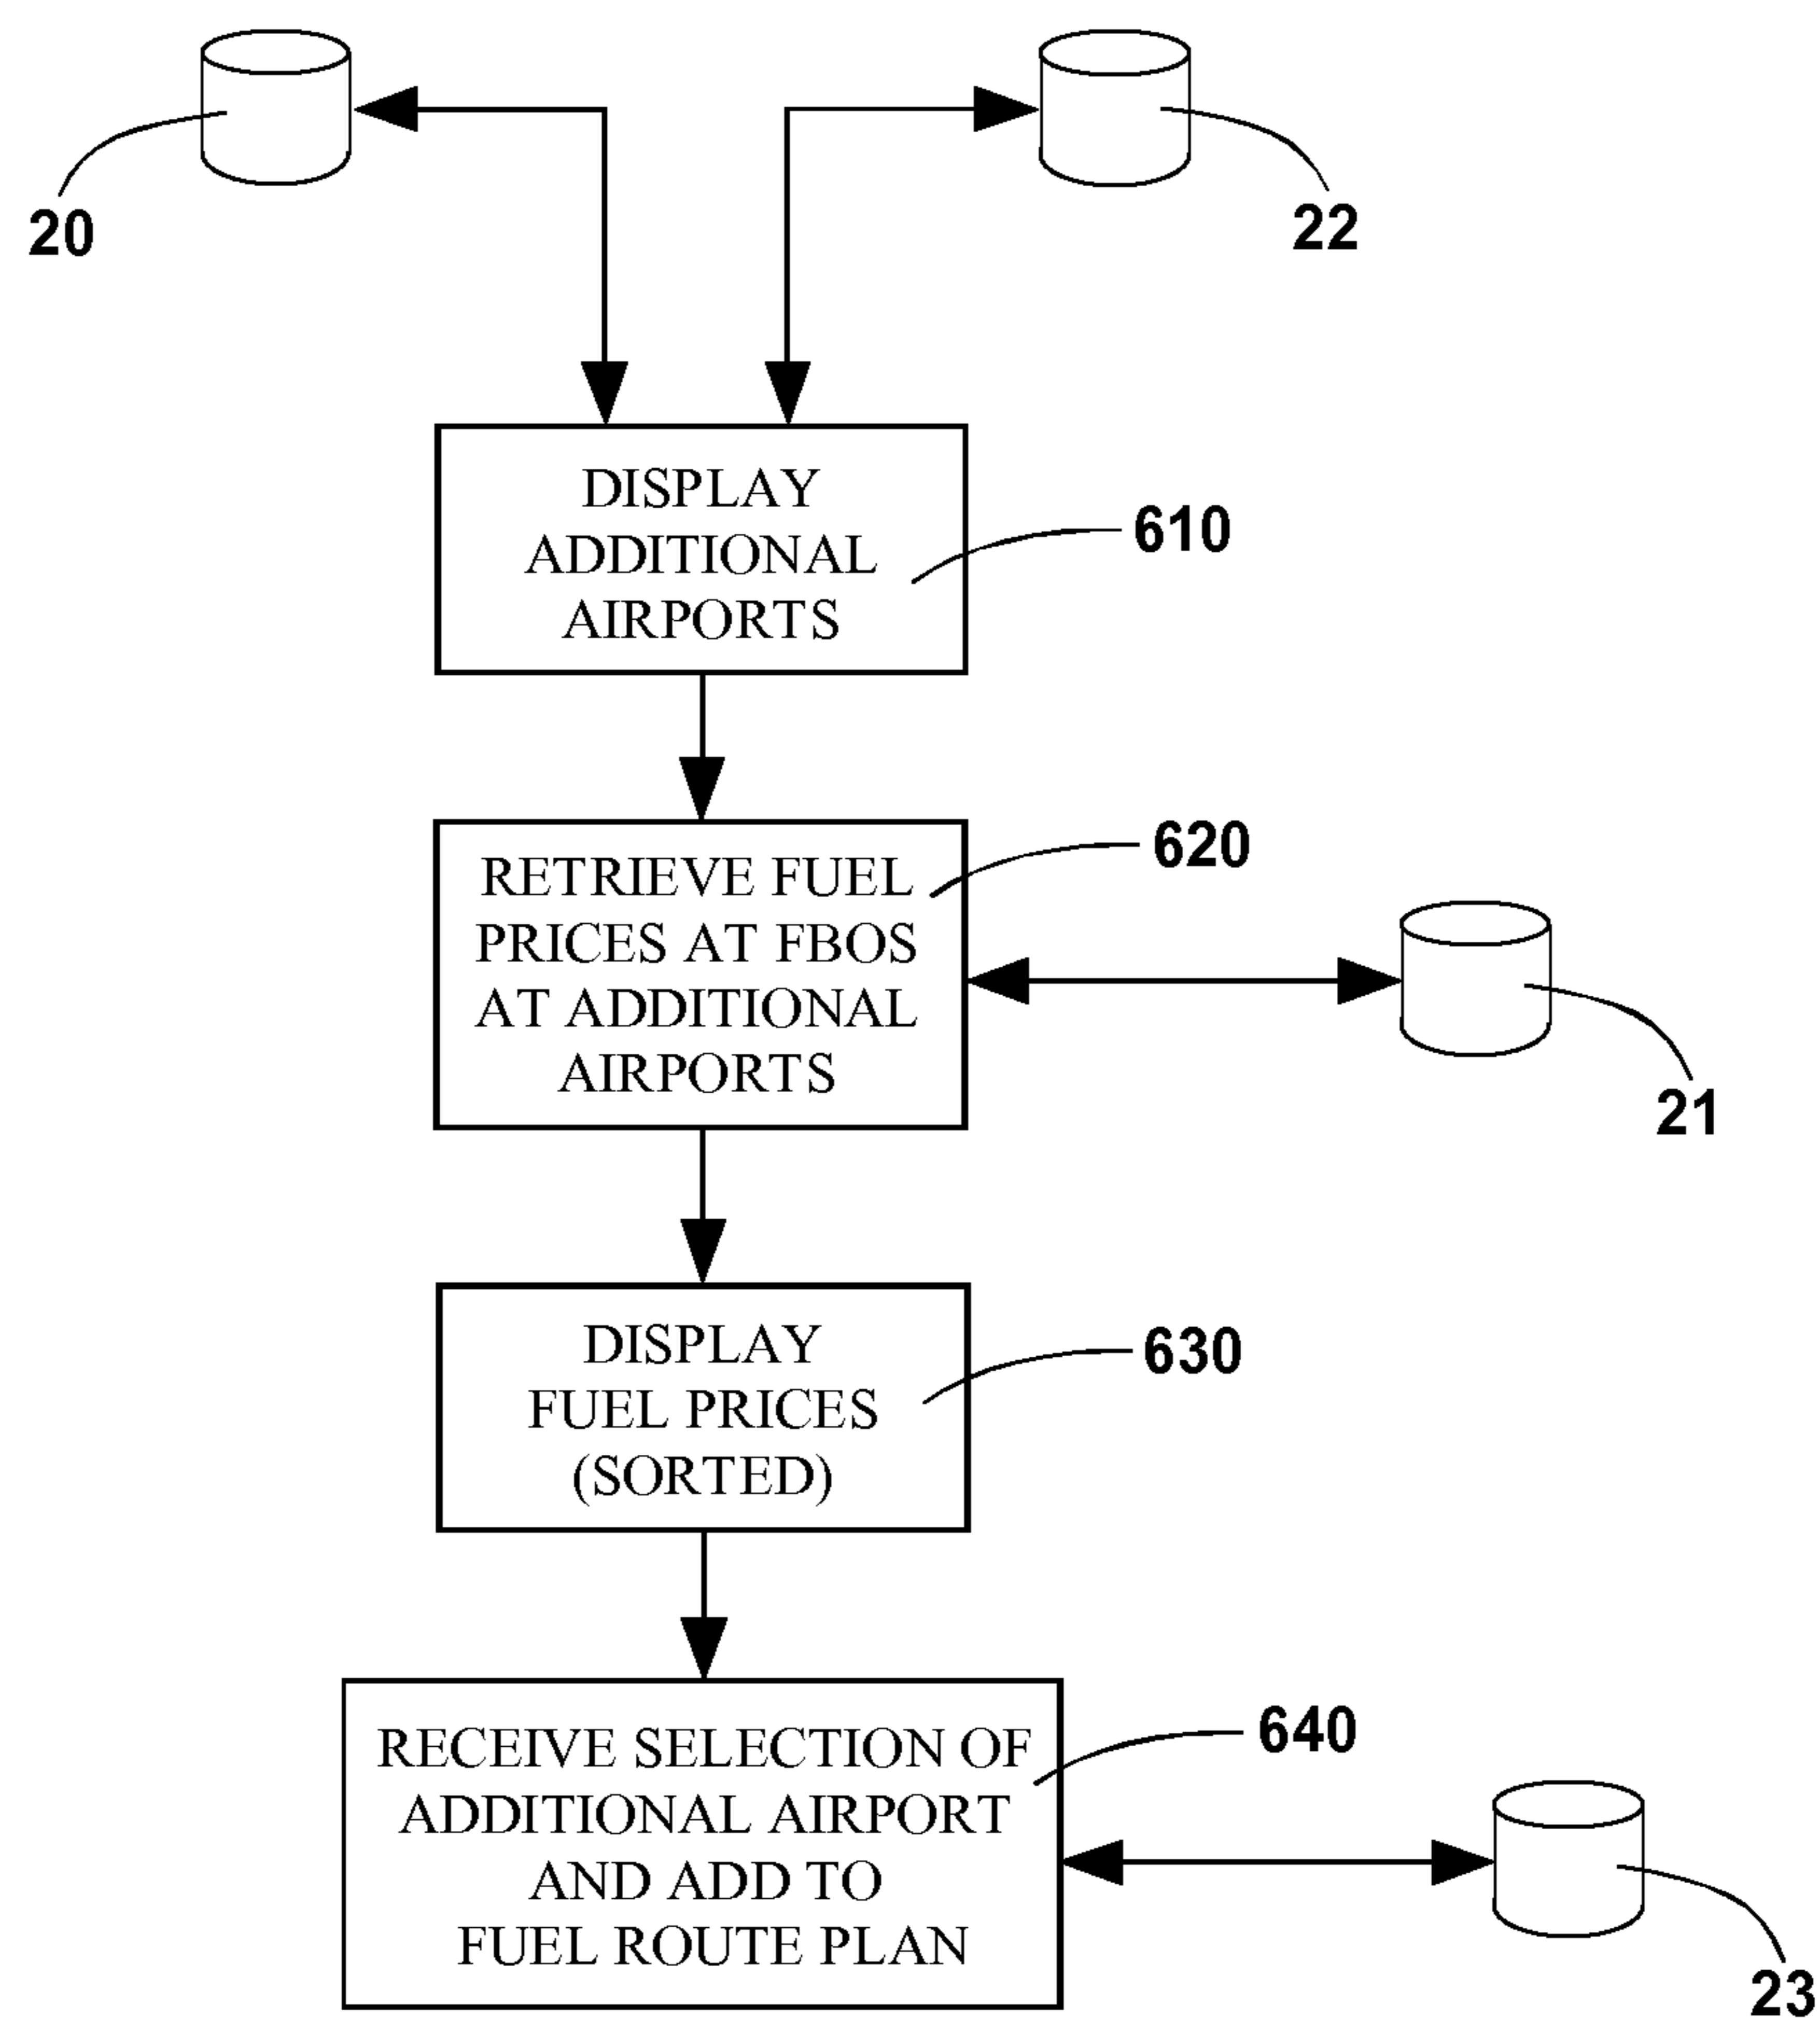 20
22
DISPLAY
ADDITIONAL
AIRPORTS
610
RETRIEVE FUEL
PRICES AT FBOS
AT ADDITIONAL
AIRPORTS
620
21
DISPLAY
FUEL PRICES
(SORTED)
630
RECEIVE SELECTION OF
ADDITIONAL AIRPORT
AND ADD TO
FUEL ROUTE PLAN
640
23